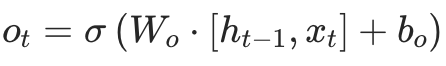 o_t = σ (W_o · [h_{t−1}, x_t] + b_o)